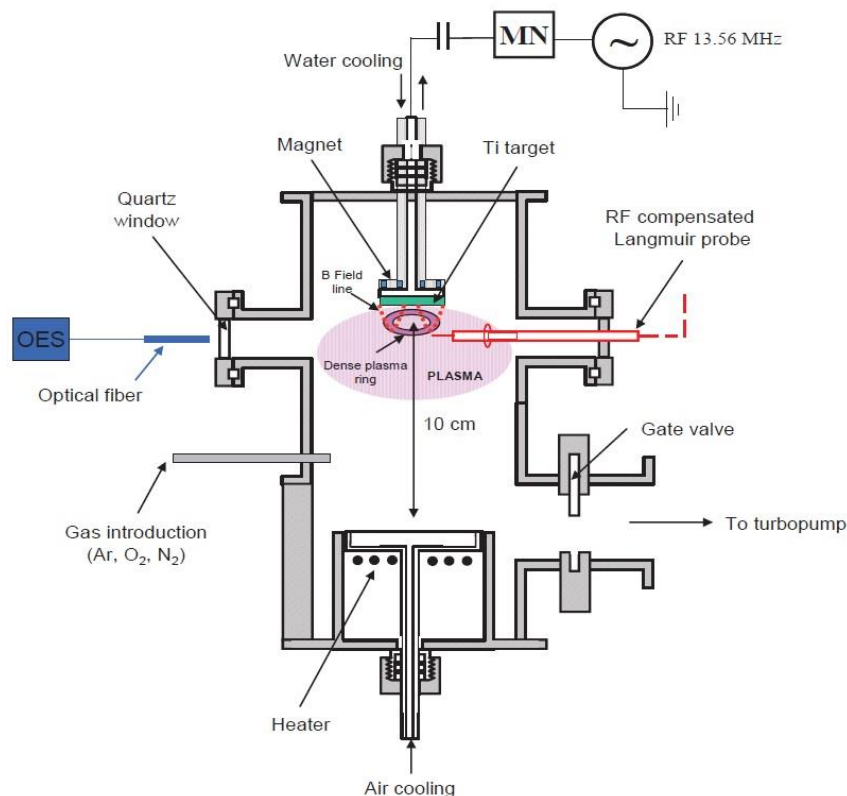 MN
RF 13.56 MHz
Water cooling
Magnet
Ti target
Quartz
window
RF compensated
Langmuir probe
B Field
line
OES
Dense plasma
ring
PLASMA
Optical fiber
10 cm
Gate valve
Gas introduction
(Ar, O₂, N₂)
To turbopump
Heater
Air cooling